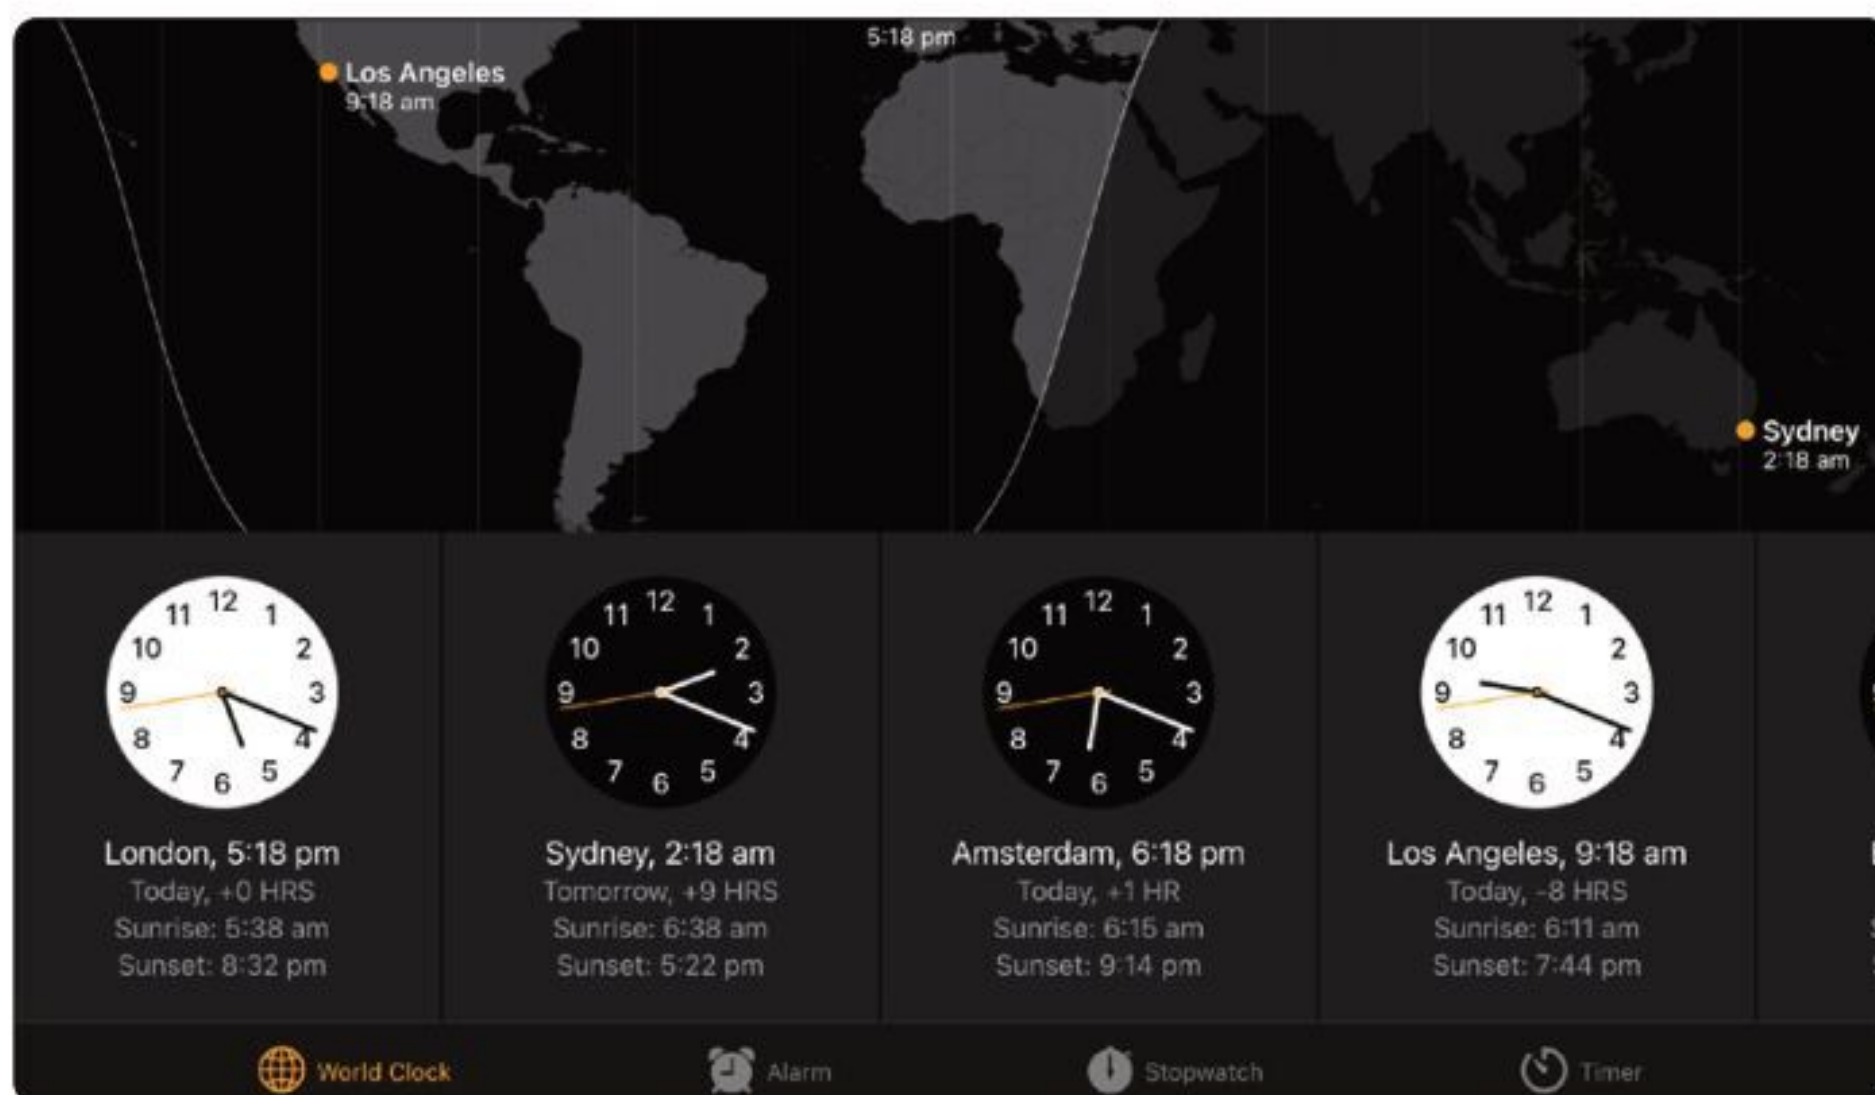 5:18 pm
Los Angeles
9:18 am
Sydney
2:18 am
12
11 1
10 2
9 3
8 4
7 5
6
12
11 1
10 2
9 3
8 4
7 5
6
12
11 1
10 2
9 3
8 4
7 5
6
12
11 1
10 2
9 3
8 4
7 5
6
London, 5:18 pm
Today, +0 HRS
Sunrise: 5:38 am
Sunset: 8:32 pm
Sydney, 2:18 am
Tomorrow, +9 HRS
Sunrise: 6:38 am
Sunset: 5:22 pm
Amsterdam, 6:18 pm
Today, +1 HR
Sunrise: 6:15 am
Sunset: 9:14 pm
Los Angeles, 9:18 am
Today, -8 HRS
Sunrise: 6:11 am
Sunset: 7:44 pm
World Clock
Alarm
Stopwatch
Timer